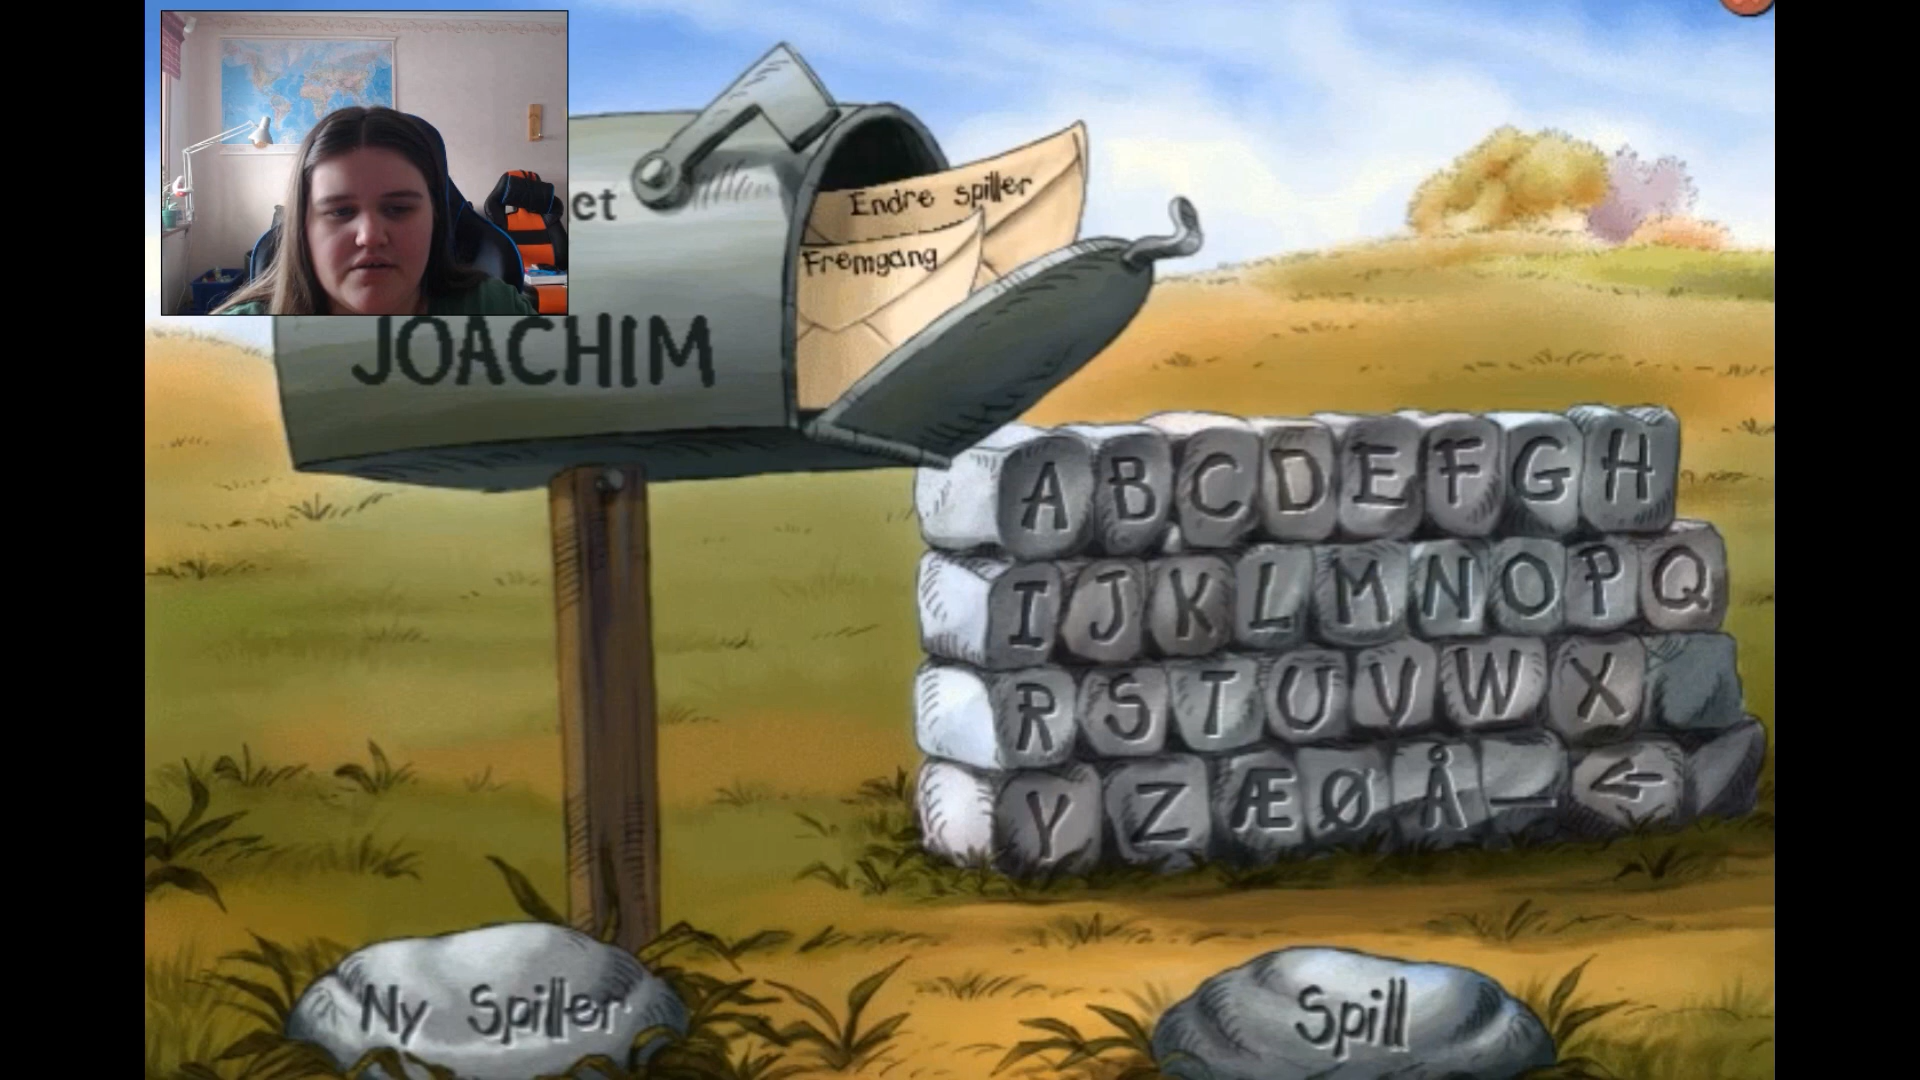 et
Endre spiller
Fremgang
JOACHIM
A B C D E F G H
I J K L M N O P Q
R S T U V W X
Y Z Æ Ø Å — ←
Ny Spiller
Spill